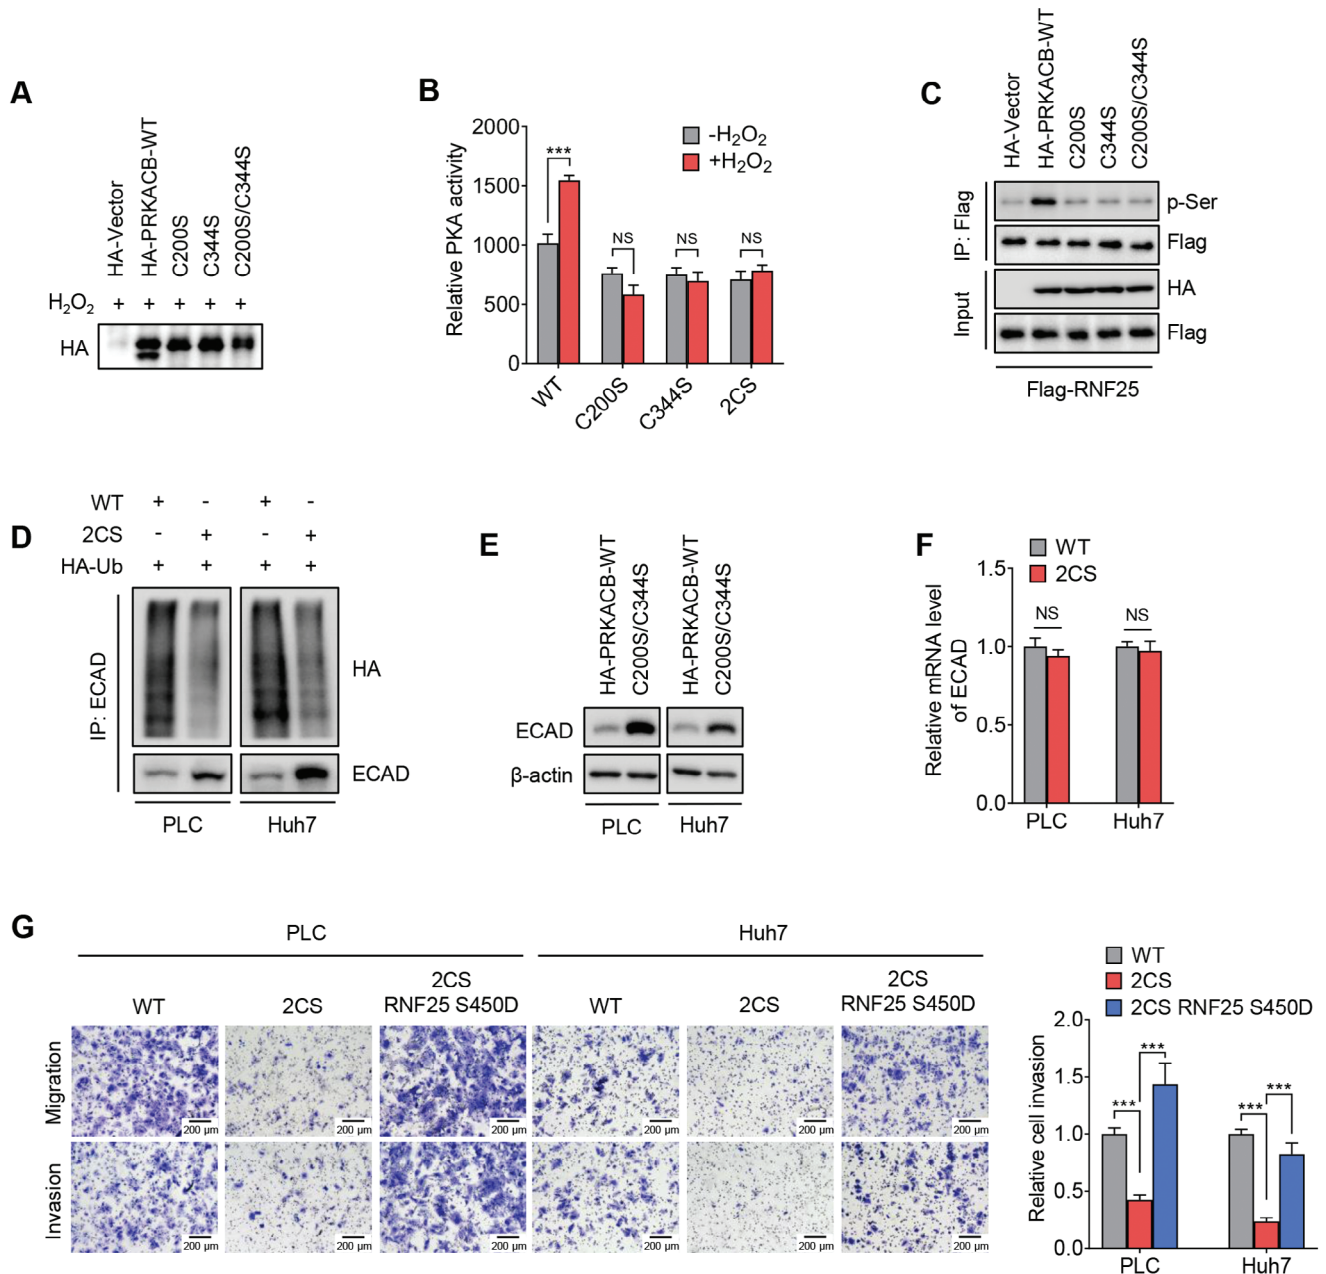 A
HA-Vector
HA-PRKACB-WT
C200S
C344S
C200S/C344S
H2O2 + + + + +
HA
B
Relative PKA activity
2000
1500
1000
500
0
-H2O2
+H2O2
***
NS
NS
NS
WT
C200S
C344S
2CS
C
HA-Vector
HA-PRKACB-WT
C200S
C344S
C200S/C344S
IP: Flag
p-Ser
Flag
Input
HA
Flag
Flag-RNF25
D
WT + - + -
2CS - + - +
HA-Ub + + + +
IP: ECAD
HA
ECAD
PLC
Huh7
E
HA-PRKACB-WT
C200S/C344S
HA-PRKACB-WT
C200S/C344S
ECAD
β-actin
PLC
Huh7
F
WT
2CS
Relative mRNA level
of ECAD
1.5
1.0
0.5
0.0
NS
NS
PLC
Huh7
G
PLC
Huh7
WT
2CS
2CS
RNF25 S450D
WT
2CS
2CS
RNF25 S450D
Migration
200 μm
200 μm
200 μm
200 μm
200 μm
200 μm
Invasion
200 μm
200 μm
200 μm
200 μm
200 μm
200 μm
WT
2CS
2CS RNF25 S450D
Relative cell invasion
2.0
1.5
1.0
0.5
0.0
***
***
***
***
PLC
Huh7